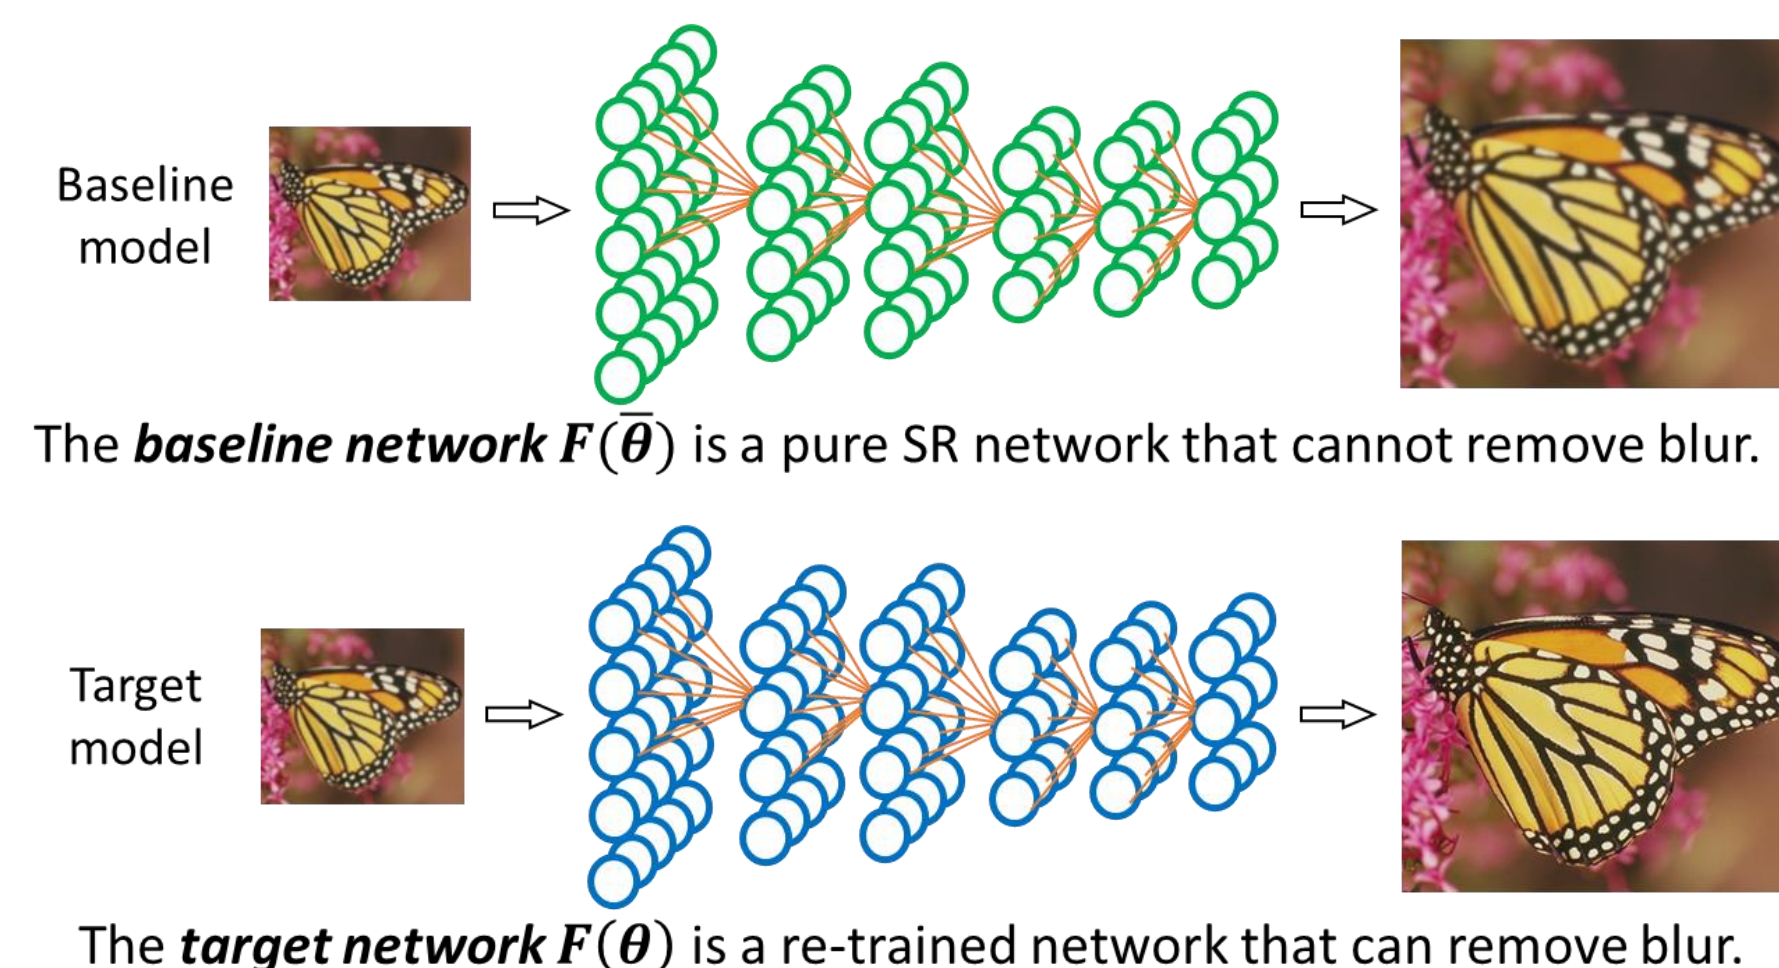 Baseline
model
The baseline network F(θ̅) is a pure SR network that cannot remove blur.
Target
model
The target network F(θ) is a re-trained network that can remove blur.